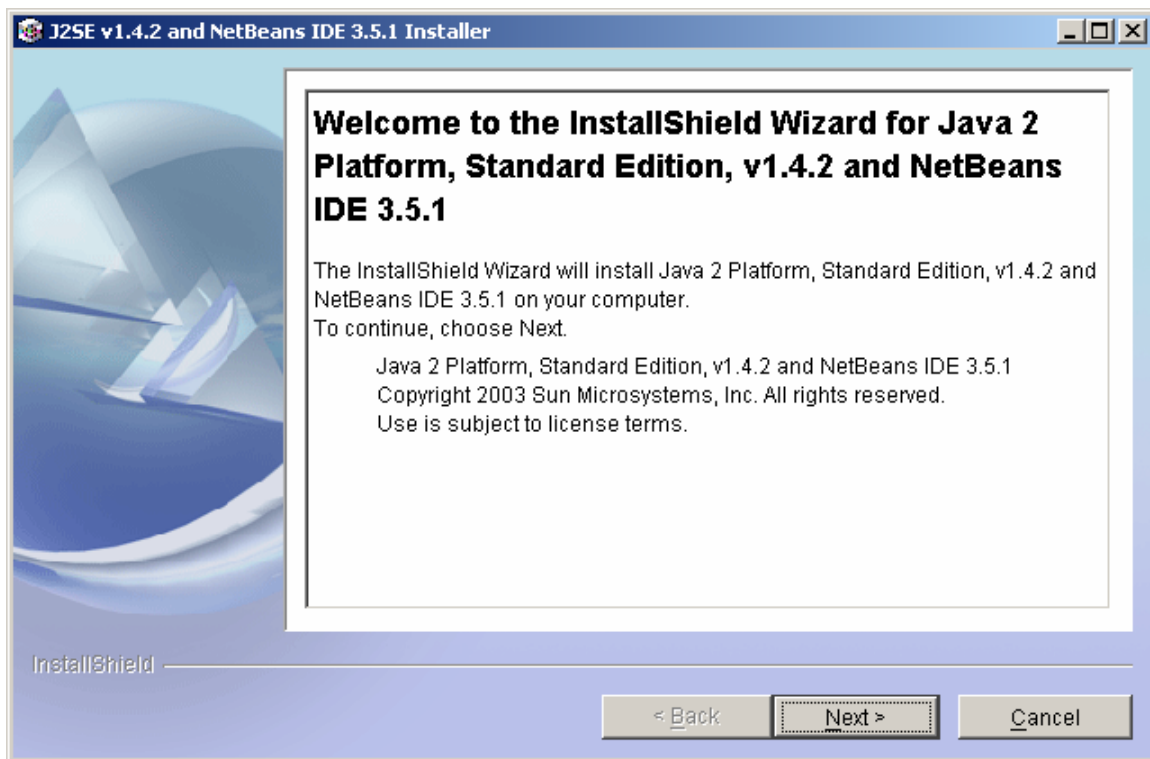 J2SE v1.4.2 and NetBeans IDE 3.5.1 Installer
Welcome to the InstallShield Wizard for Java 2
Platform, Standard Edition, v1.4.2 and NetBeans
IDE 3.5.1
The InstallShield Wizard will install Java 2 Platform, Standard Edition, v1.4.2 and
NetBeans IDE 3.5.1 on your computer.
To continue, choose Next.
Java 2 Platform, Standard Edition, v1.4.2 and NetBeans IDE 3.5.1
Copyright 2003 Sun Microsystems, Inc. All rights reserved.
Use is subject to license terms.
InstallShield
< Back
Next >
Cancel